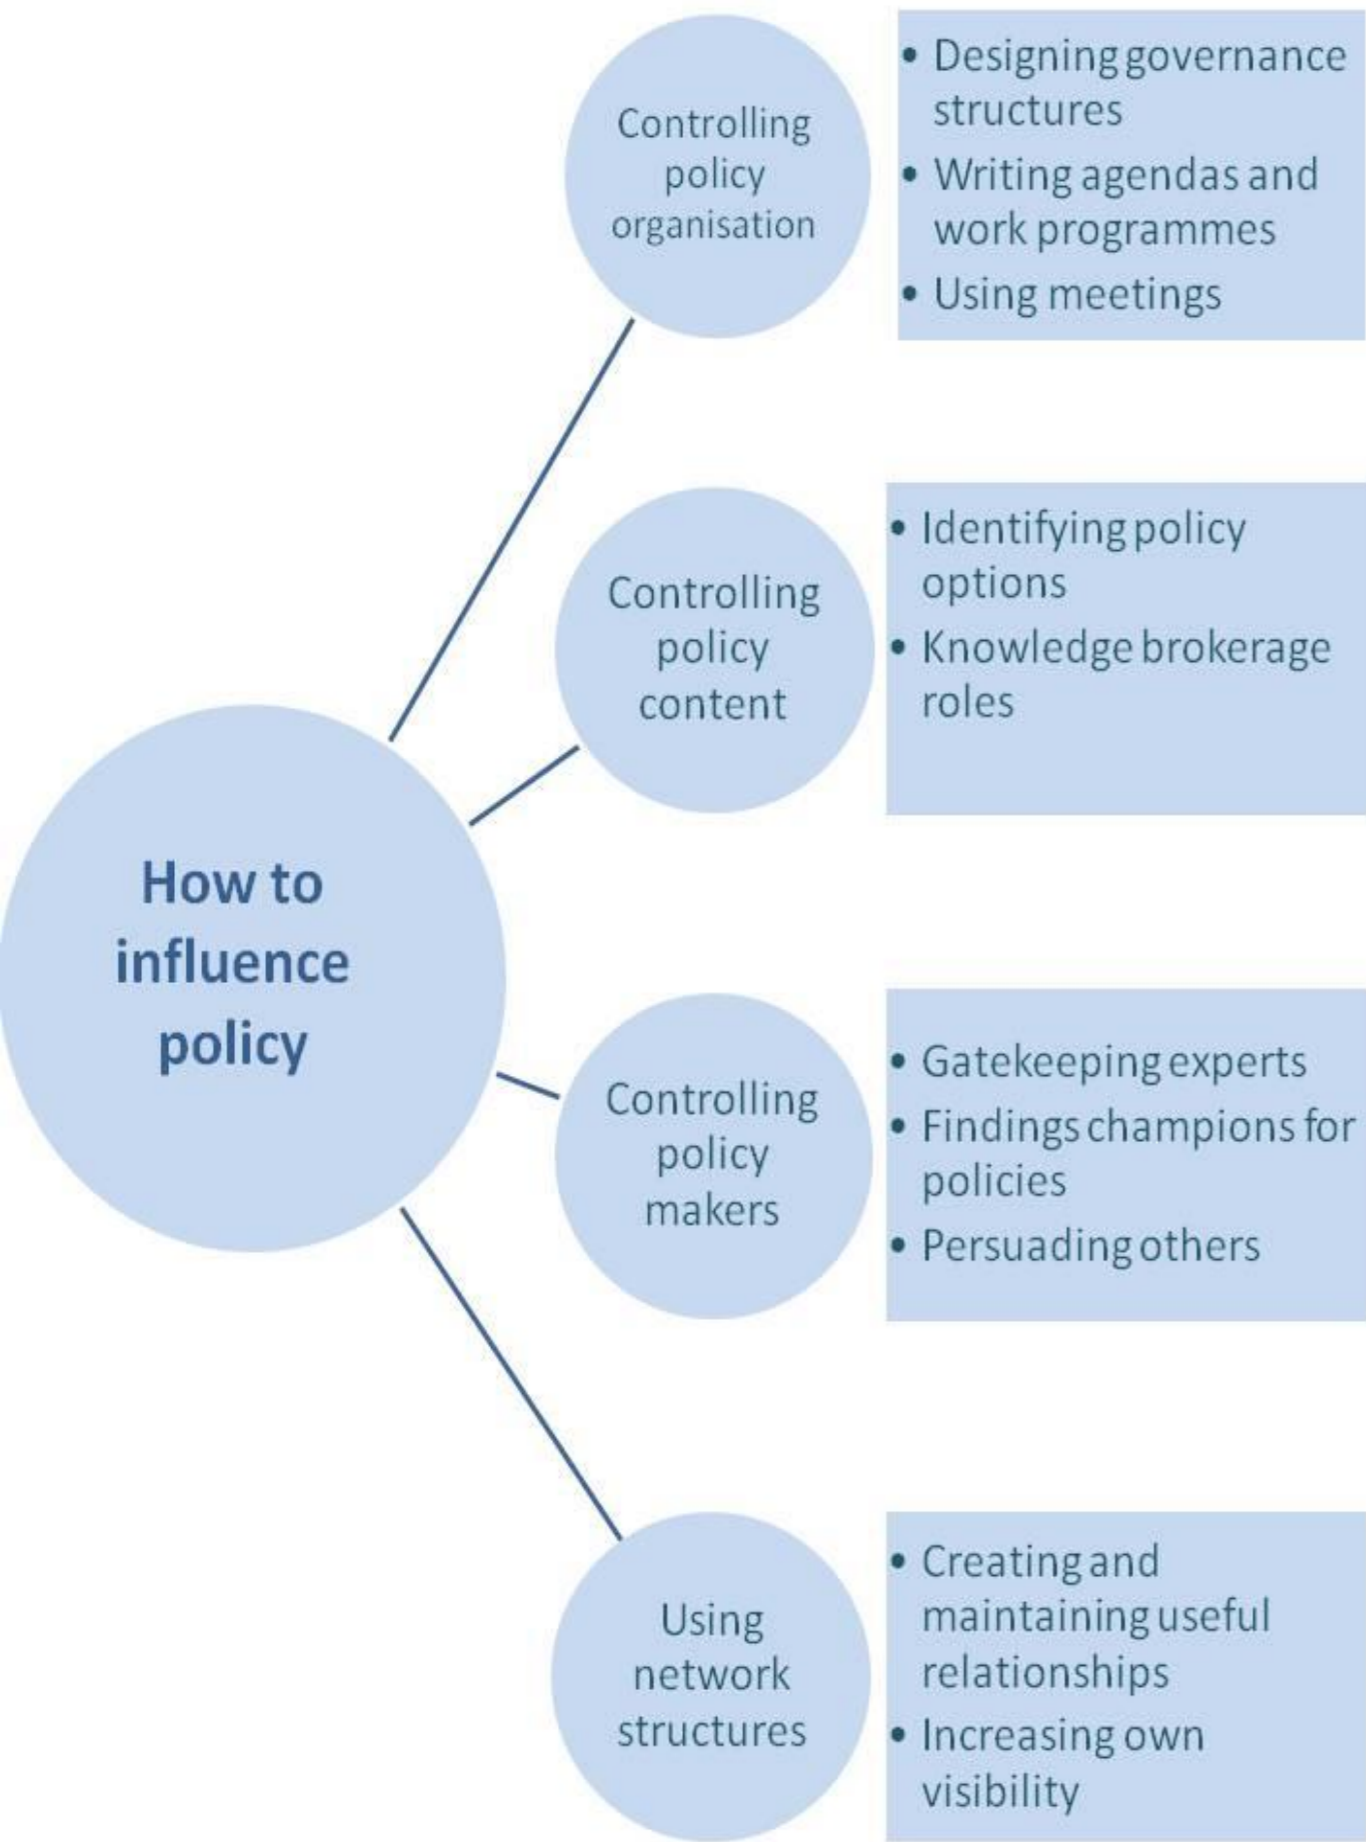 Controlling
policy
organisation
• Designing governance
structures
• Writing agendas and
work programmes
• Using meetings
Controlling
policy
content
• Identifying policy
options
• Knowledge brokerage
roles
How to
influence
policy
Controlling
policy
makers
• Gatekeeping experts
• Findings champions for
policies
• Persuading others
Using
network
structures
• Creating and
maintaining useful
relationships
• Increasing own
visibility